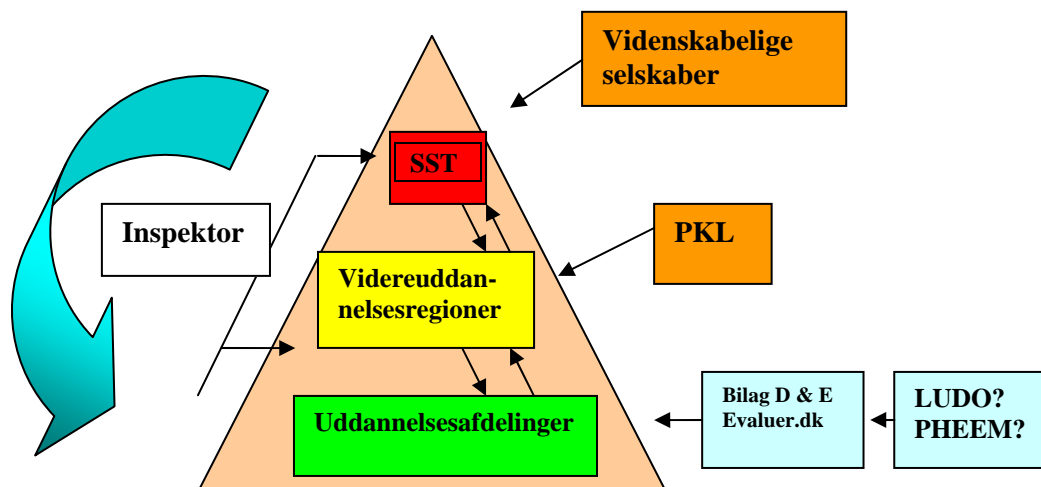 Videnskabelige
selskaber
SST
Inspektor
PKL
Videreuddan-
nelsesregioner
Uddannelsesafdelinger
Bilag D & E
Evaluer.dk
LUDO?
PHEEM?